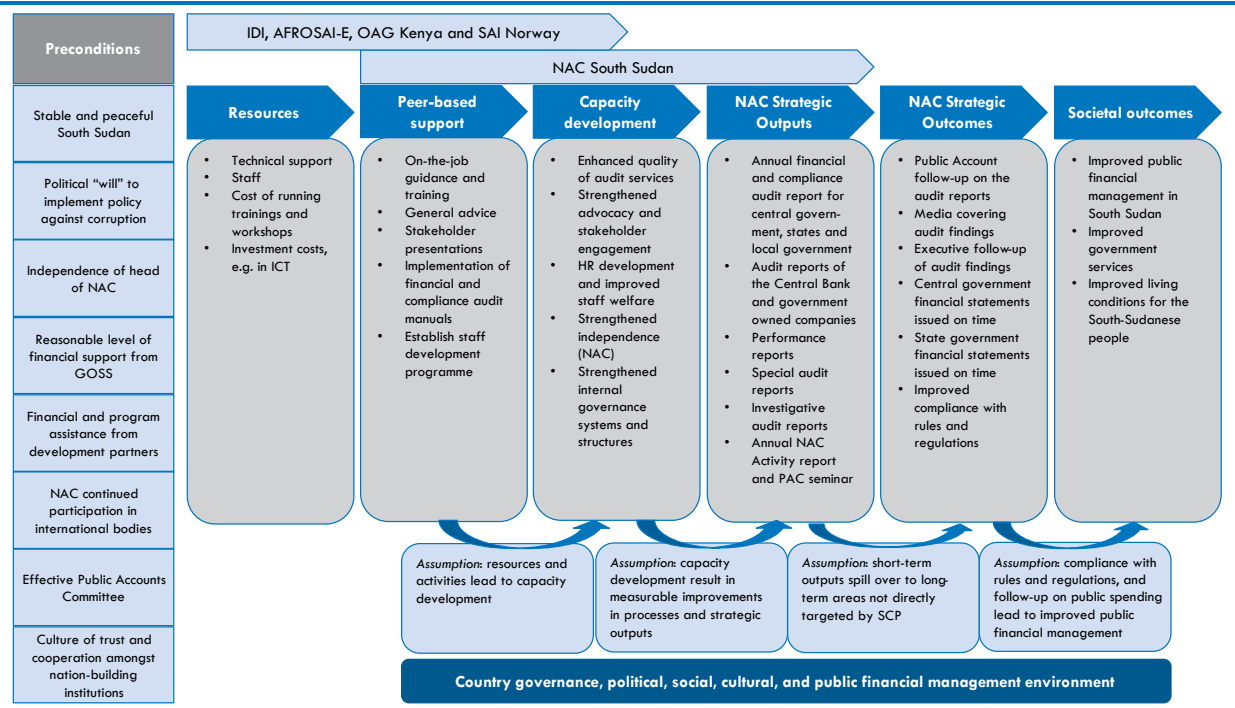 Preconditions
Stable and peaceful
South Sudan
Political “will” to
implement policy
against corruption
Independence of head
of NAC
Reasonable level of
financial support from
GOSS
Financial and program
assistance from
development partners
NAC continued
participation in
international bodies
Effective Public Accounts
Committee
Culture of trust and
cooperation amongst
nation-building
institutions
IDI, AFROSAI-E, OAG Kenya and SAI Norway
NAC South Sudan
Resources
• Technical support
• Staff
• Cost of running
trainings and
workshops
• Investment costs,
e.g. in ICT
Peer-based
support
• On-the-job
guidance and
training
• General advice
• Stakeholder
presentations
• Implementation of
financial and
compliance audit
manuals
• Establish staff
development
programme
Capacity
development
• Enhanced quality
of audit services
• Strengthened
advocacy and
stakeholder
engagement
• HR development
and improved
staff welfare
• Strengthened
independence
(NAC)
• Strengthened
internal
governance
systems and
structures
NAC Strategic
Outputs
• Annual financial
and compliance
audit report for
central govern-
ment, states and
local government
• Audit reports of
the Central Bank
and government
owned companies
• Performance
reports
• Special audit
reports
• Investigative
audit reports
• Annual NAC
Activity report
and PAC seminar
NAC Strategic
Outcomes
• Public Account
follow-up on the
audit reports
• Media covering
audit findings
• Executive follow-up
of audit findings
• Central government
financial statements
issued on time
• State government
financial statements
issued on time
• Improved
compliance with
rules and
regulations
Societal outcomes
• Improved public
financial
management in
South Sudan
• Improved
government
services
• Improved living
conditions for the
South-Sudanese
people
Assumption: resources and
activities lead to capacity
development
Assumption: capacity
development result in
measurable improvements
in processes and strategic
outputs
Assumption: short-term
outputs spill over to long-
term areas not directly
targeted by SCP
Assumption: compliance with
rules and regulations, and
follow-up on public spending
lead to improved public
financial management
Country governance, political, social, cultural, and public financial management environment